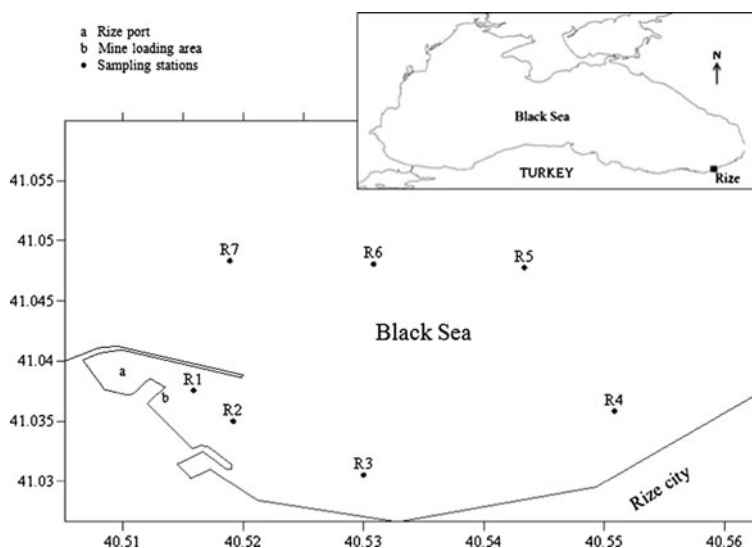 a Rize port
b Mine loading area
• Sampling stations
N
Black Sea
TURKEY
Rize
41.055
41.05
41.045
41.04
41.035
41.03
R7
R6
R5
Black Sea
a
b
R1
R2
R3
R4
Rize city
40.51
40.52
40.53
40.54
40.55
40.56